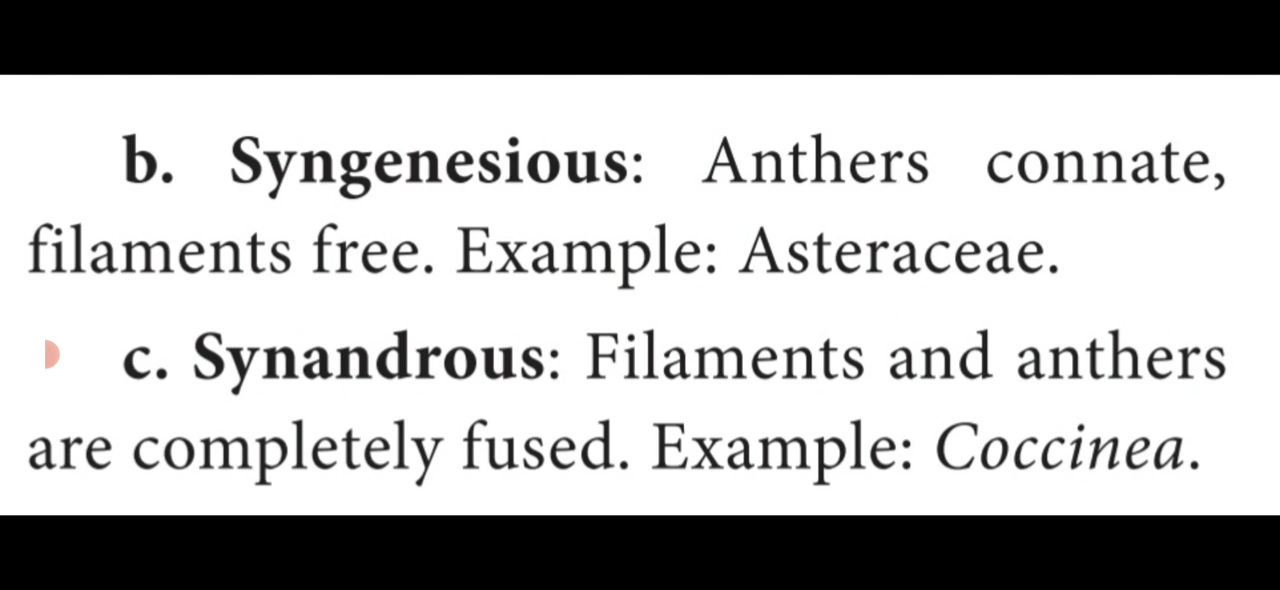 b. Syngenesious: Anthers connate,
filaments free. Example: Asteraceae.
c. Synandrous: Filaments and anthers
are completely fused. Example: Coccinea.